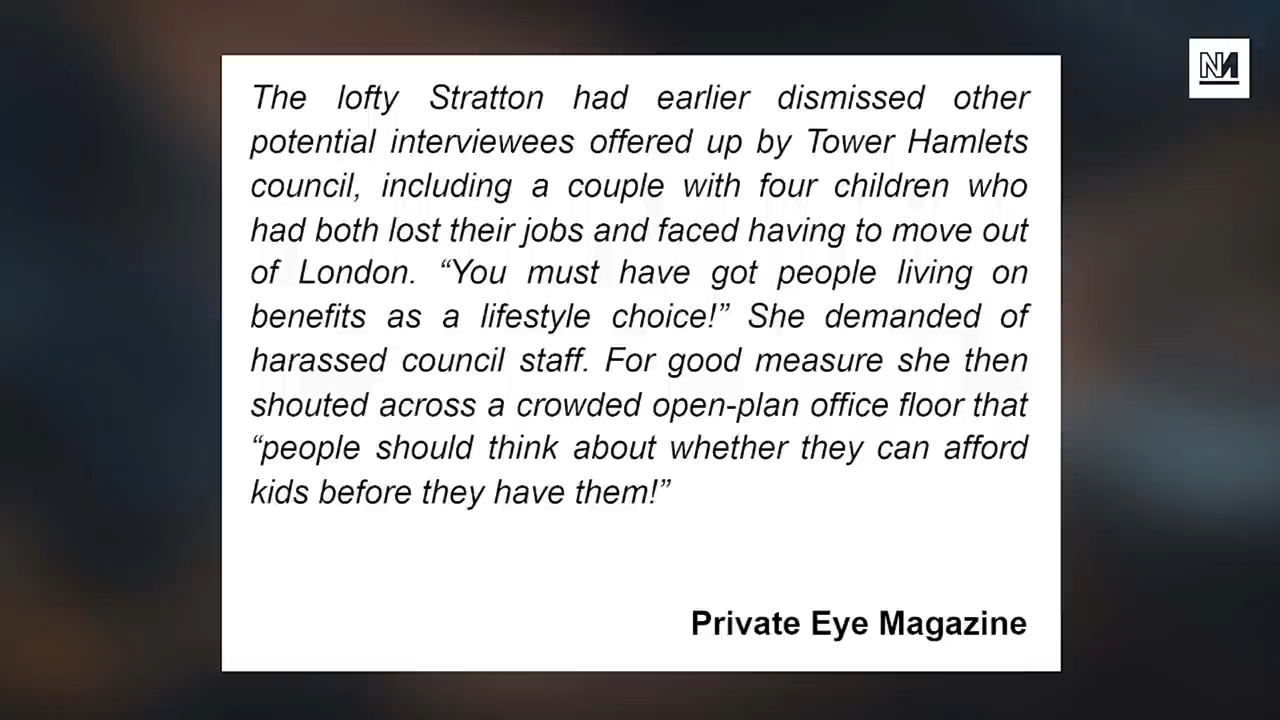 NM
The lofty Stratton had earlier dismissed other
potential interviewees offered up by Tower Hamlets
council, including a couple with four children who
had both lost their jobs and faced having to move out
of London. “You must have got people living on
benefits as a lifestyle choice!” She demanded of
harassed council staff. For good measure she then
shouted across a crowded open-plan office floor that
“people should think about whether they can afford
kids before they have them!”
Private Eye Magazine